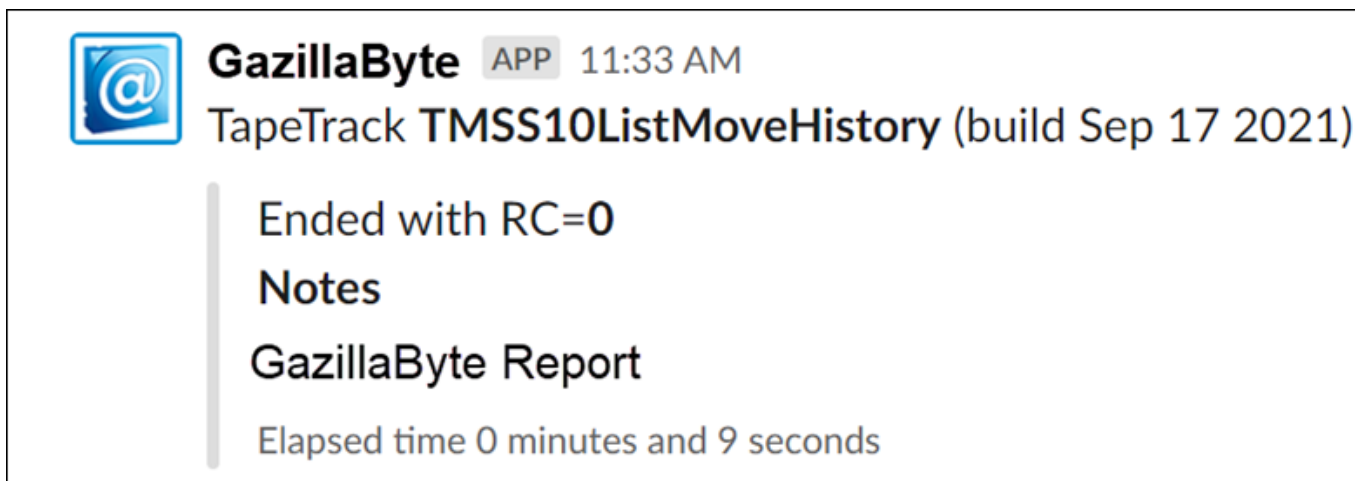 GazillaByte APP 11:33 AM
TapeTrack TMSS10ListMoveHistory (build Sep 17 2021)
Ended with RC=0
Notes
GazillaByte Report
Elapsed time 0 minutes and 9 seconds